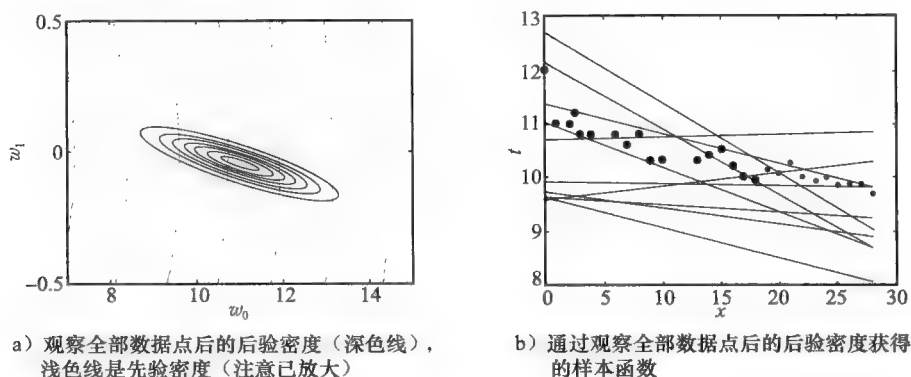 0.5
w₁
0
-0.5
8
10
12
14
w₀
13
12
11
t
10
9
8
0
5
10
15
20
25
30
x
a）观察全部数据点后的后验密度（深色线），
浅色线是先验密度（注意已放大）
b）通过观察全部数据点后的后验密度获得
的样本函数